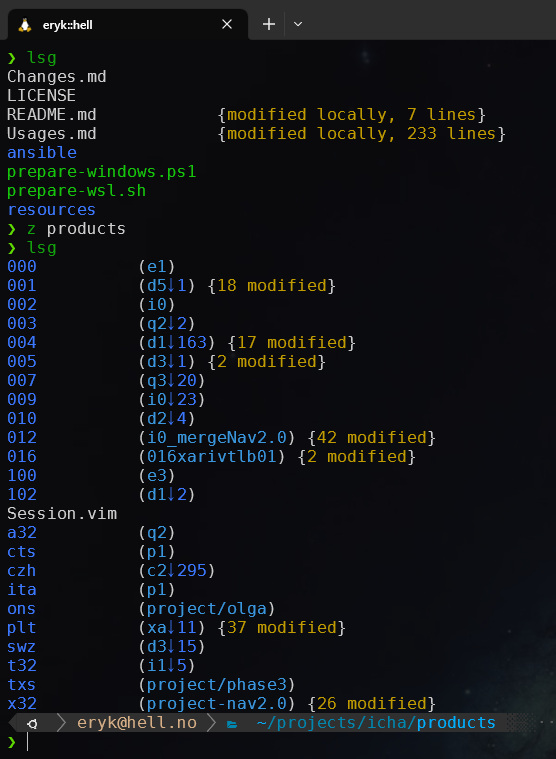 eryk::hell
❯ lsg
Changes.md
LICENSE
README.md            {modified locally, 7 lines}
Usages.md            {modified locally, 233 lines}
ansible
prepare-windows.ps1
prepare-wsl.sh
resources
❯ z products
❯ lsg
000          (e1)
001          (d5↓1) {18 modified}
002          (i0)
003          (q2↓2)
004          (d1↓163) {17 modified}
005          (d3↓1) {2 modified}
007          (q3↓20)
009          (i0↓23)
010          (d2↓4)
012          (i0_mergeNav2.0) {42 modified}
016          (016xarivtlb01) {2 modified}
100          (e3)
102          (d1↓2)
Session.vim
a32          (q2)
cts          (p1)
czh          (c2↓295)
ita          (p1)
ons          (project/olga)
plt          (xa↓11) {37 modified}
swz          (d3↓15)
t32          (i1↓5)
txs          (project/phase3)
x32          (project-nav2.0) {26 modified}
eryk@hell.no ~/projects/icha/products
❯